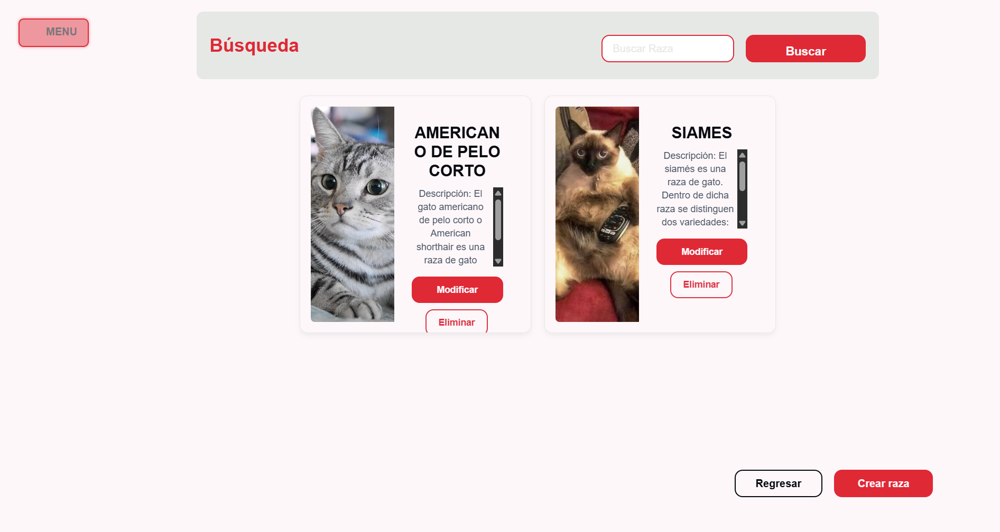 MENU
Búsqueda
Buscar Raza
Buscar
AMERICAN
O DE PELO
CORTO
Descripción: El
gato americano
de pelo corto o
American
shorthair es una
raza de gato
Modificar
Eliminar
SIAMES
Descripción: El
siamés es una
raza de gato.
Dentro de dicha
raza se distinguen
dos variedades:
Modificar
Eliminar
Regresar
Crear raza